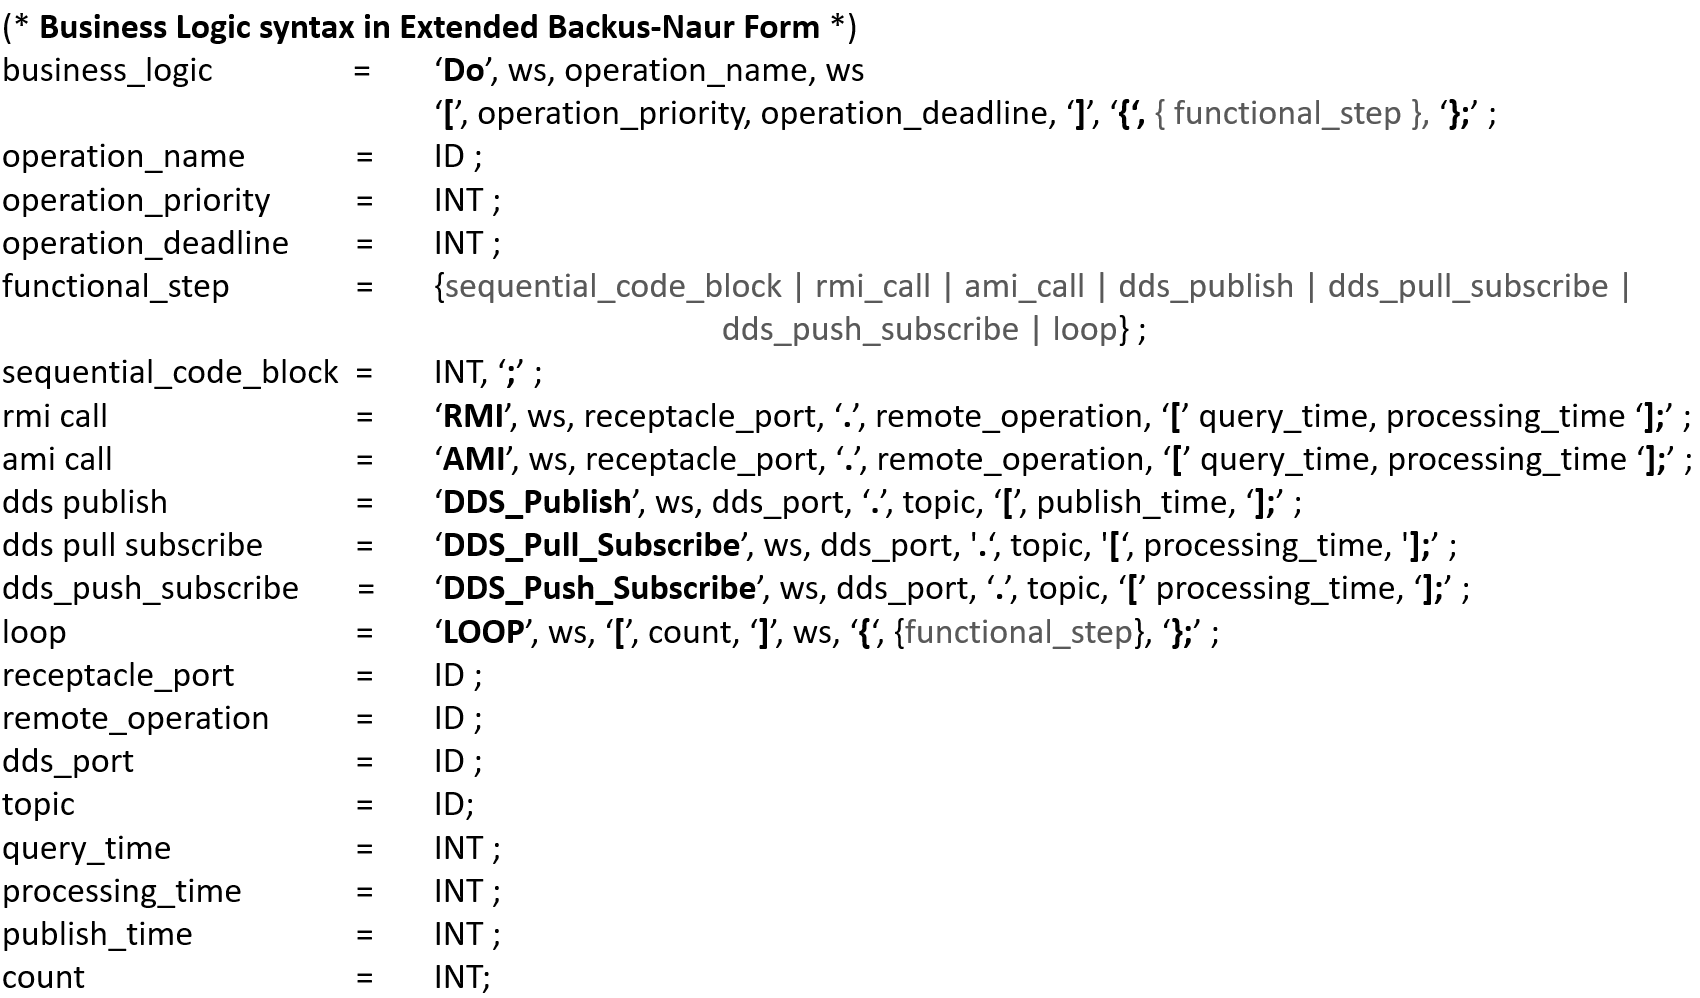 (* Business Logic syntax in Extended Backus-Naur Form *)
business_logic = ‘Do’, ws, operation_name, ws
‘[’, operation_priority, operation_deadline, ‘]’, ‘{‘, { functional_step }, ‘};’ ;
operation_name = ID ;
operation_priority = INT ;
operation_deadline = INT ;
functional_step = {sequential_code_block | rmi_call | ami_call | dds_publish | dds_pull_subscribe |
dds_push_subscribe | loop} ;
sequential_code_block = INT, ‘;’ ;
rmi call = ‘RMI’, ws, receptacle_port, ‘.’, remote_operation, ‘[’ query_time, processing_time ‘];’ ;
ami call = ‘AMI’, ws, receptacle_port, ‘.’, remote_operation, ‘[’ query_time, processing_time ‘];’ ;
dds publish = ‘DDS_Publish’, ws, dds_port, ‘.’, topic, ‘[’, publish_time, ‘];’ ;
dds pull subscribe = ‘DDS_Pull_Subscribe’, ws, dds_port, '.‘, topic, '[‘, processing_time, '];’ ;
dds_push_subscribe = ‘DDS_Push_Subscribe’, ws, dds_port, ‘.’, topic, ‘[’ processing_time, ‘];’ ;
loop = ‘LOOP’, ws, ‘[’, count, ‘]’, ws, ‘{‘, {functional_step}, ‘};’ ;
receptacle_port = ID ;
remote_operation = ID ;
dds_port = ID ;
topic = ID;
query_time = INT ;
processing_time = INT ;
publish_time = INT ;
count = INT;